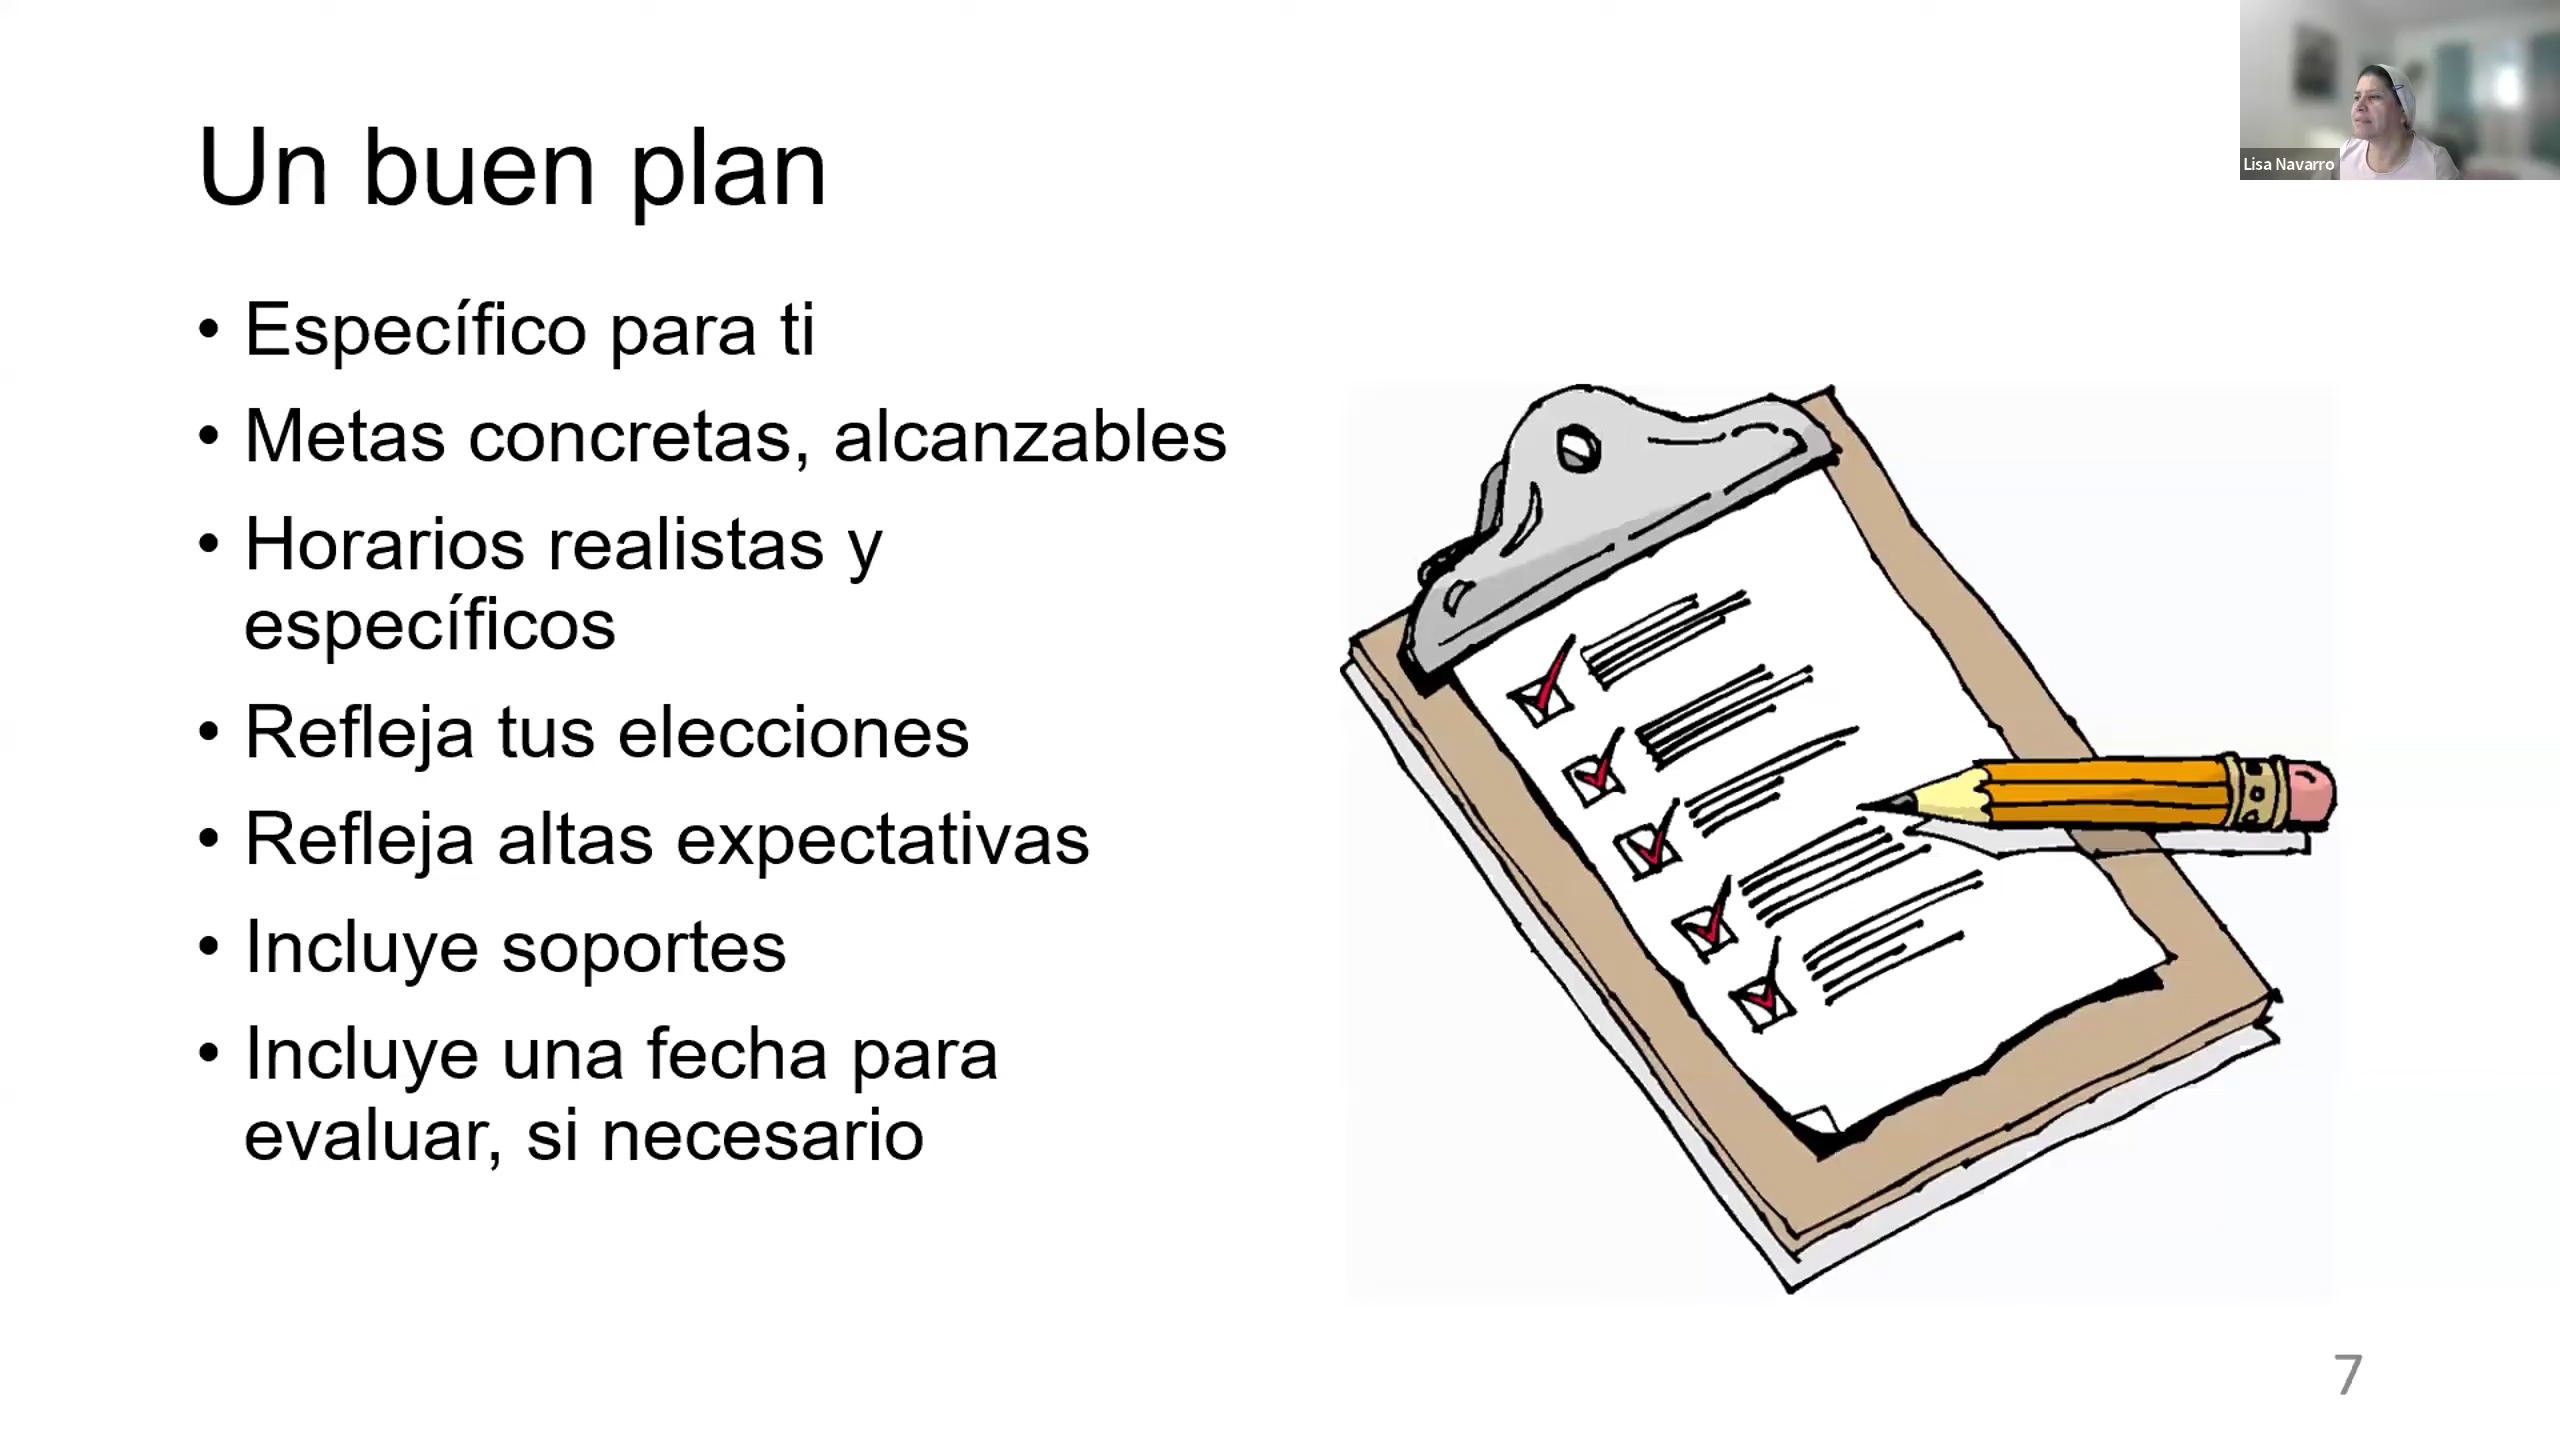 Un buen plan
• Específico para ti
• Metas concretas, alcanzables
• Horarios realistas y
específicos
• Refleja tus elecciones
• Refleja altas expectativas
• Incluye soportes
• Incluye una fecha para
evaluar, si necesario
Lisa Navarro
7